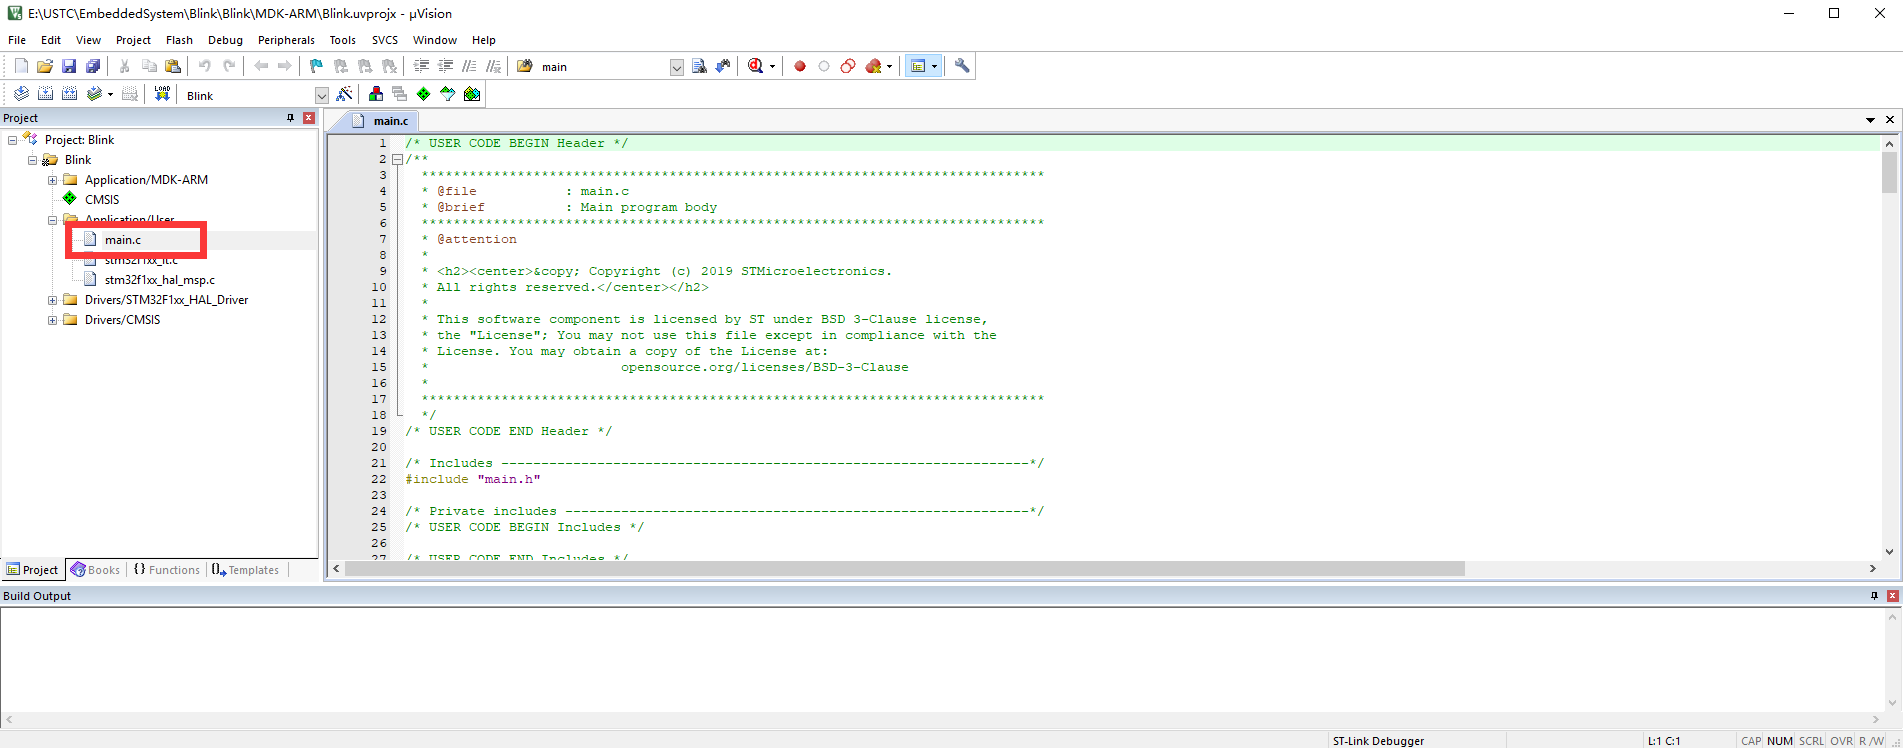 E:\USTC\EmbeddedSystem\Blink\Blink\MDK-ARM\Blink.uvprojx - µVision
File Edit View Project Flash Debug Peripherals Tools SVCS Window Help
main
LOAD Blink
Project
Project: Blink
Blink
Application/MDK-ARM
CMSIS
Application/User
main.c
stm32f1xx_it.c
stm32f1xx_hal_msp.c
Drivers/STM32F1xx_HAL_Driver
Drivers/CMSIS
Project Books {} Functions Templates
main.c
1 /* USER CODE BEGIN Header */
2 /**
3 ******************************************************************************
4 * @file : main.c
5 * @brief : Main program body
6 ******************************************************************************
7 * @attention
8 *
9 * <h2><center>&copy; Copyright (c) 2019 STMicroelectronics.
10 * All rights reserved.</center></h2>
11 *
12 * This software component is licensed by ST under BSD 3-Clause license,
13 * the "License"; You may not use this file except in compliance with the
14 * License. You may obtain a copy of the License at:
15 * opensource.org/licenses/BSD-3-Clause
16 *
17 ******************************************************************************
18 */
19 /* USER CODE END Header */
20
21 /* Includes ------------------------------------------------------------------*/
22 #include "main.h"
23
24 /* Private includes ----------------------------------------------------------*/
25 /* USER CODE BEGIN Includes */
26
27 /* USER CODE END Includes */
Build Output
ST-Link Debugger L:1 C:1 CAP NUM SCRL OVR R/W